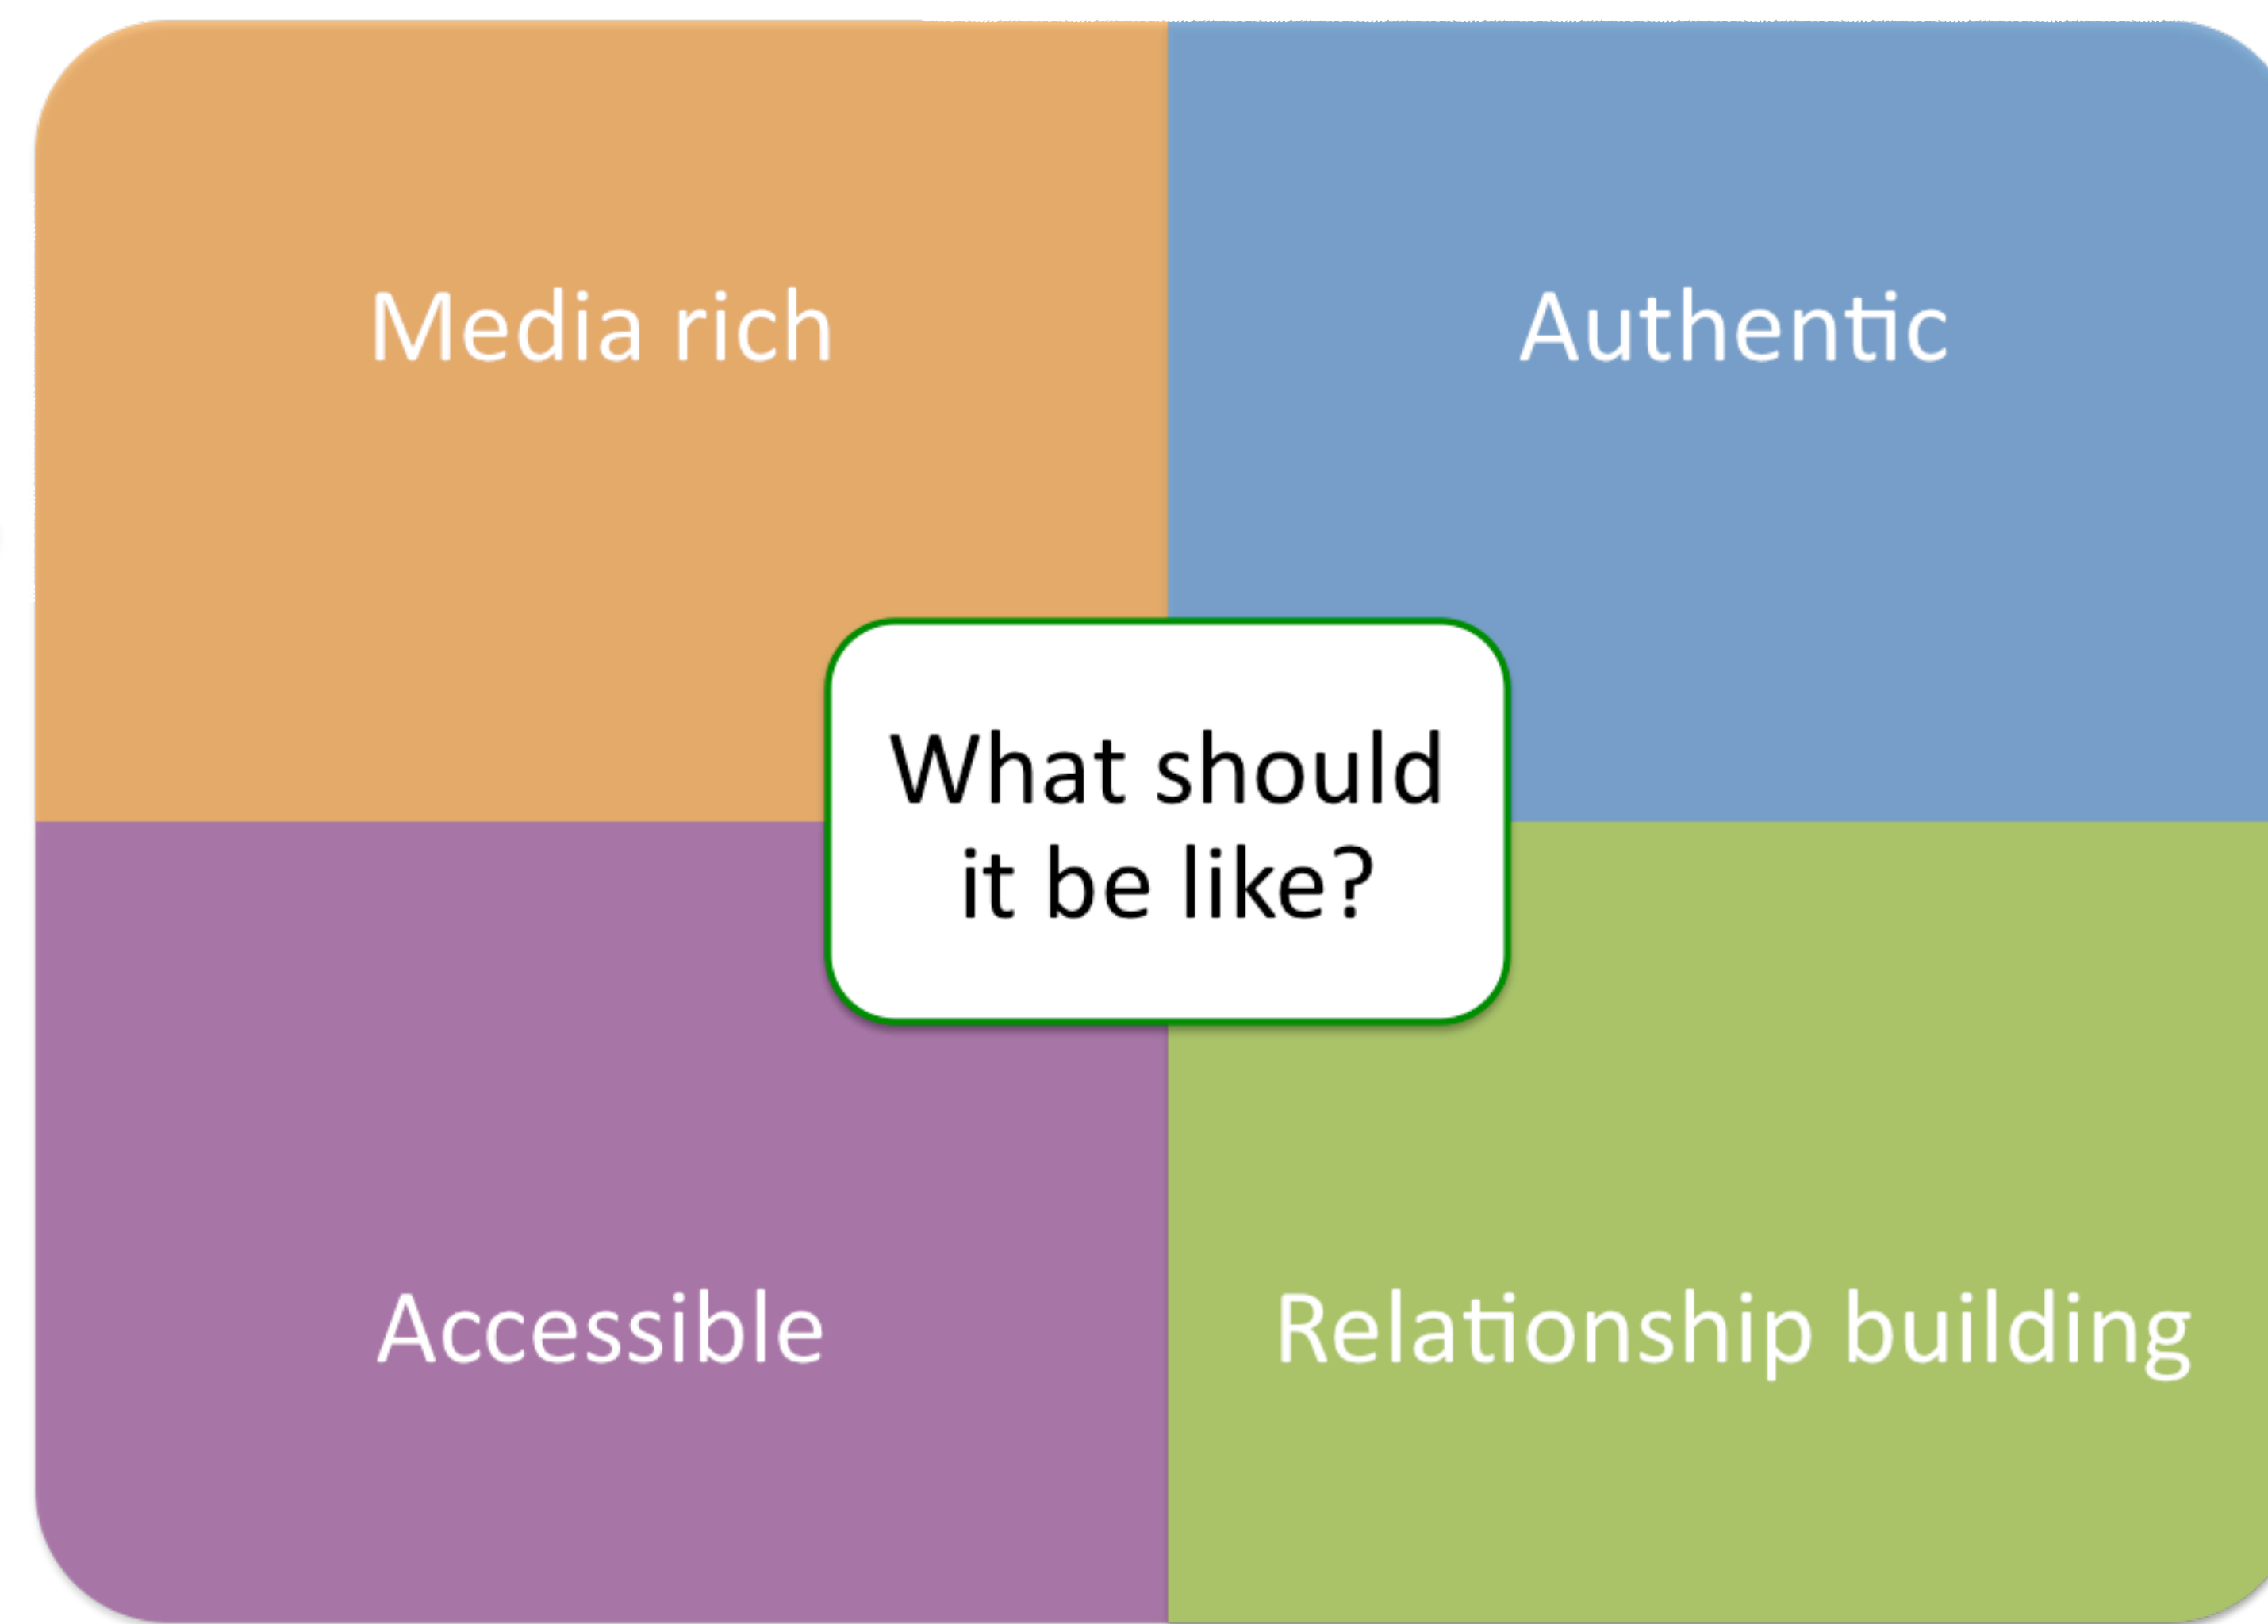 Media rich
Authentic
What should
it be like?
Accessible
Relationship building